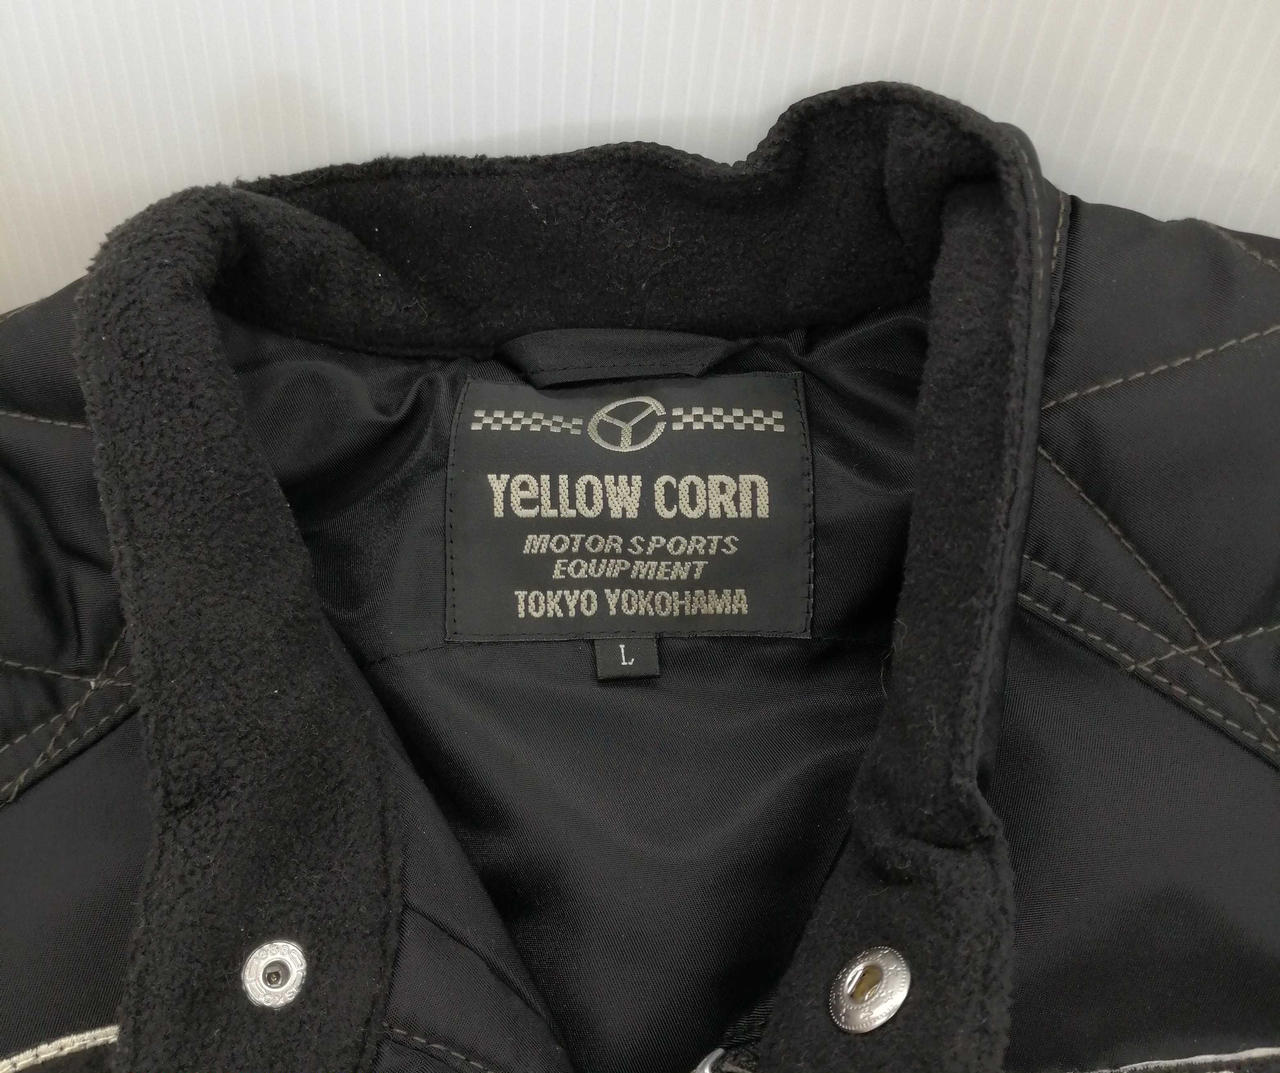 YeLLOW CORn
MOTOR SPORTS
EQUIPMENT
TOKYO YOKOHAMA
L